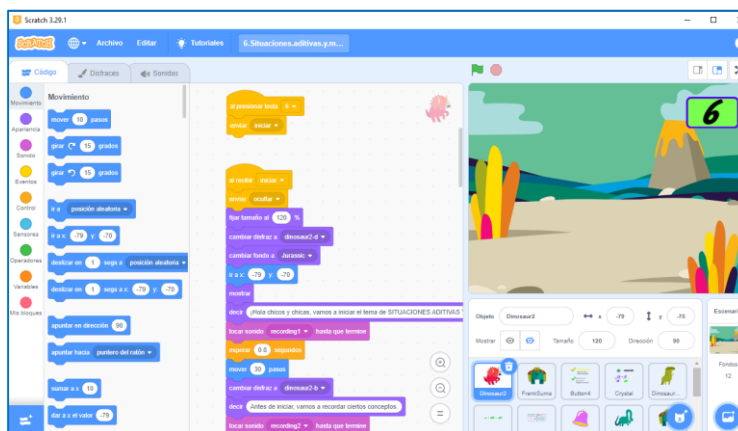 Scratch 3.29.1
SCRATCH
Archivo
Editar
Tutoriales
6.Situaciones.aditivas.y.m...
Código
Disfraces
Sonidos
Movimiento
Apariencia
Sonido
Eventos
Control
Sensores
Operadores
Variables
Mis bloques
Movimiento
mover 10 pasos
girar 15 grados
girar 15 grados
ir a posición aleatoria
ir a x: -79 y: -70
deslizar en 1 segs a posición aleatoria
deslizar en 1 segs a x: -79 y: -70
apuntar en dirección 90
apuntar hacia puntero del ratón
sumar a x 10
dar a x el valor -79
al presionar tecla 6
enviar iniciar
al recibir iniciar
enviar ocultar
fijar tamaño al 120 %
cambiar disfraz a dinosaur2-d
cambiar fondo a Jurassic
ir a x: -79 y: -70
mostrar
decir ¡Hola chicos y chicas, vamos a iniciar el tema de SITUACIONES ADITIVAS
tocar sonido recording1 hasta que termine
esperar 0.8 segundos
mover 30 pasos
cambiar disfraz a dinosaur2-b
decir Antes de iniciar, vamos a recordar ciertos conceptos.
tocar sonido recording2 hasta que termine
6
Objeto Dinosaur2 x -79 y -70
Mostrar Tamaño 120 Dirección 90
Dinosaur2
FrameSuma
Button4
Crystal
Dinosaur...
Escenari
Fondos
12